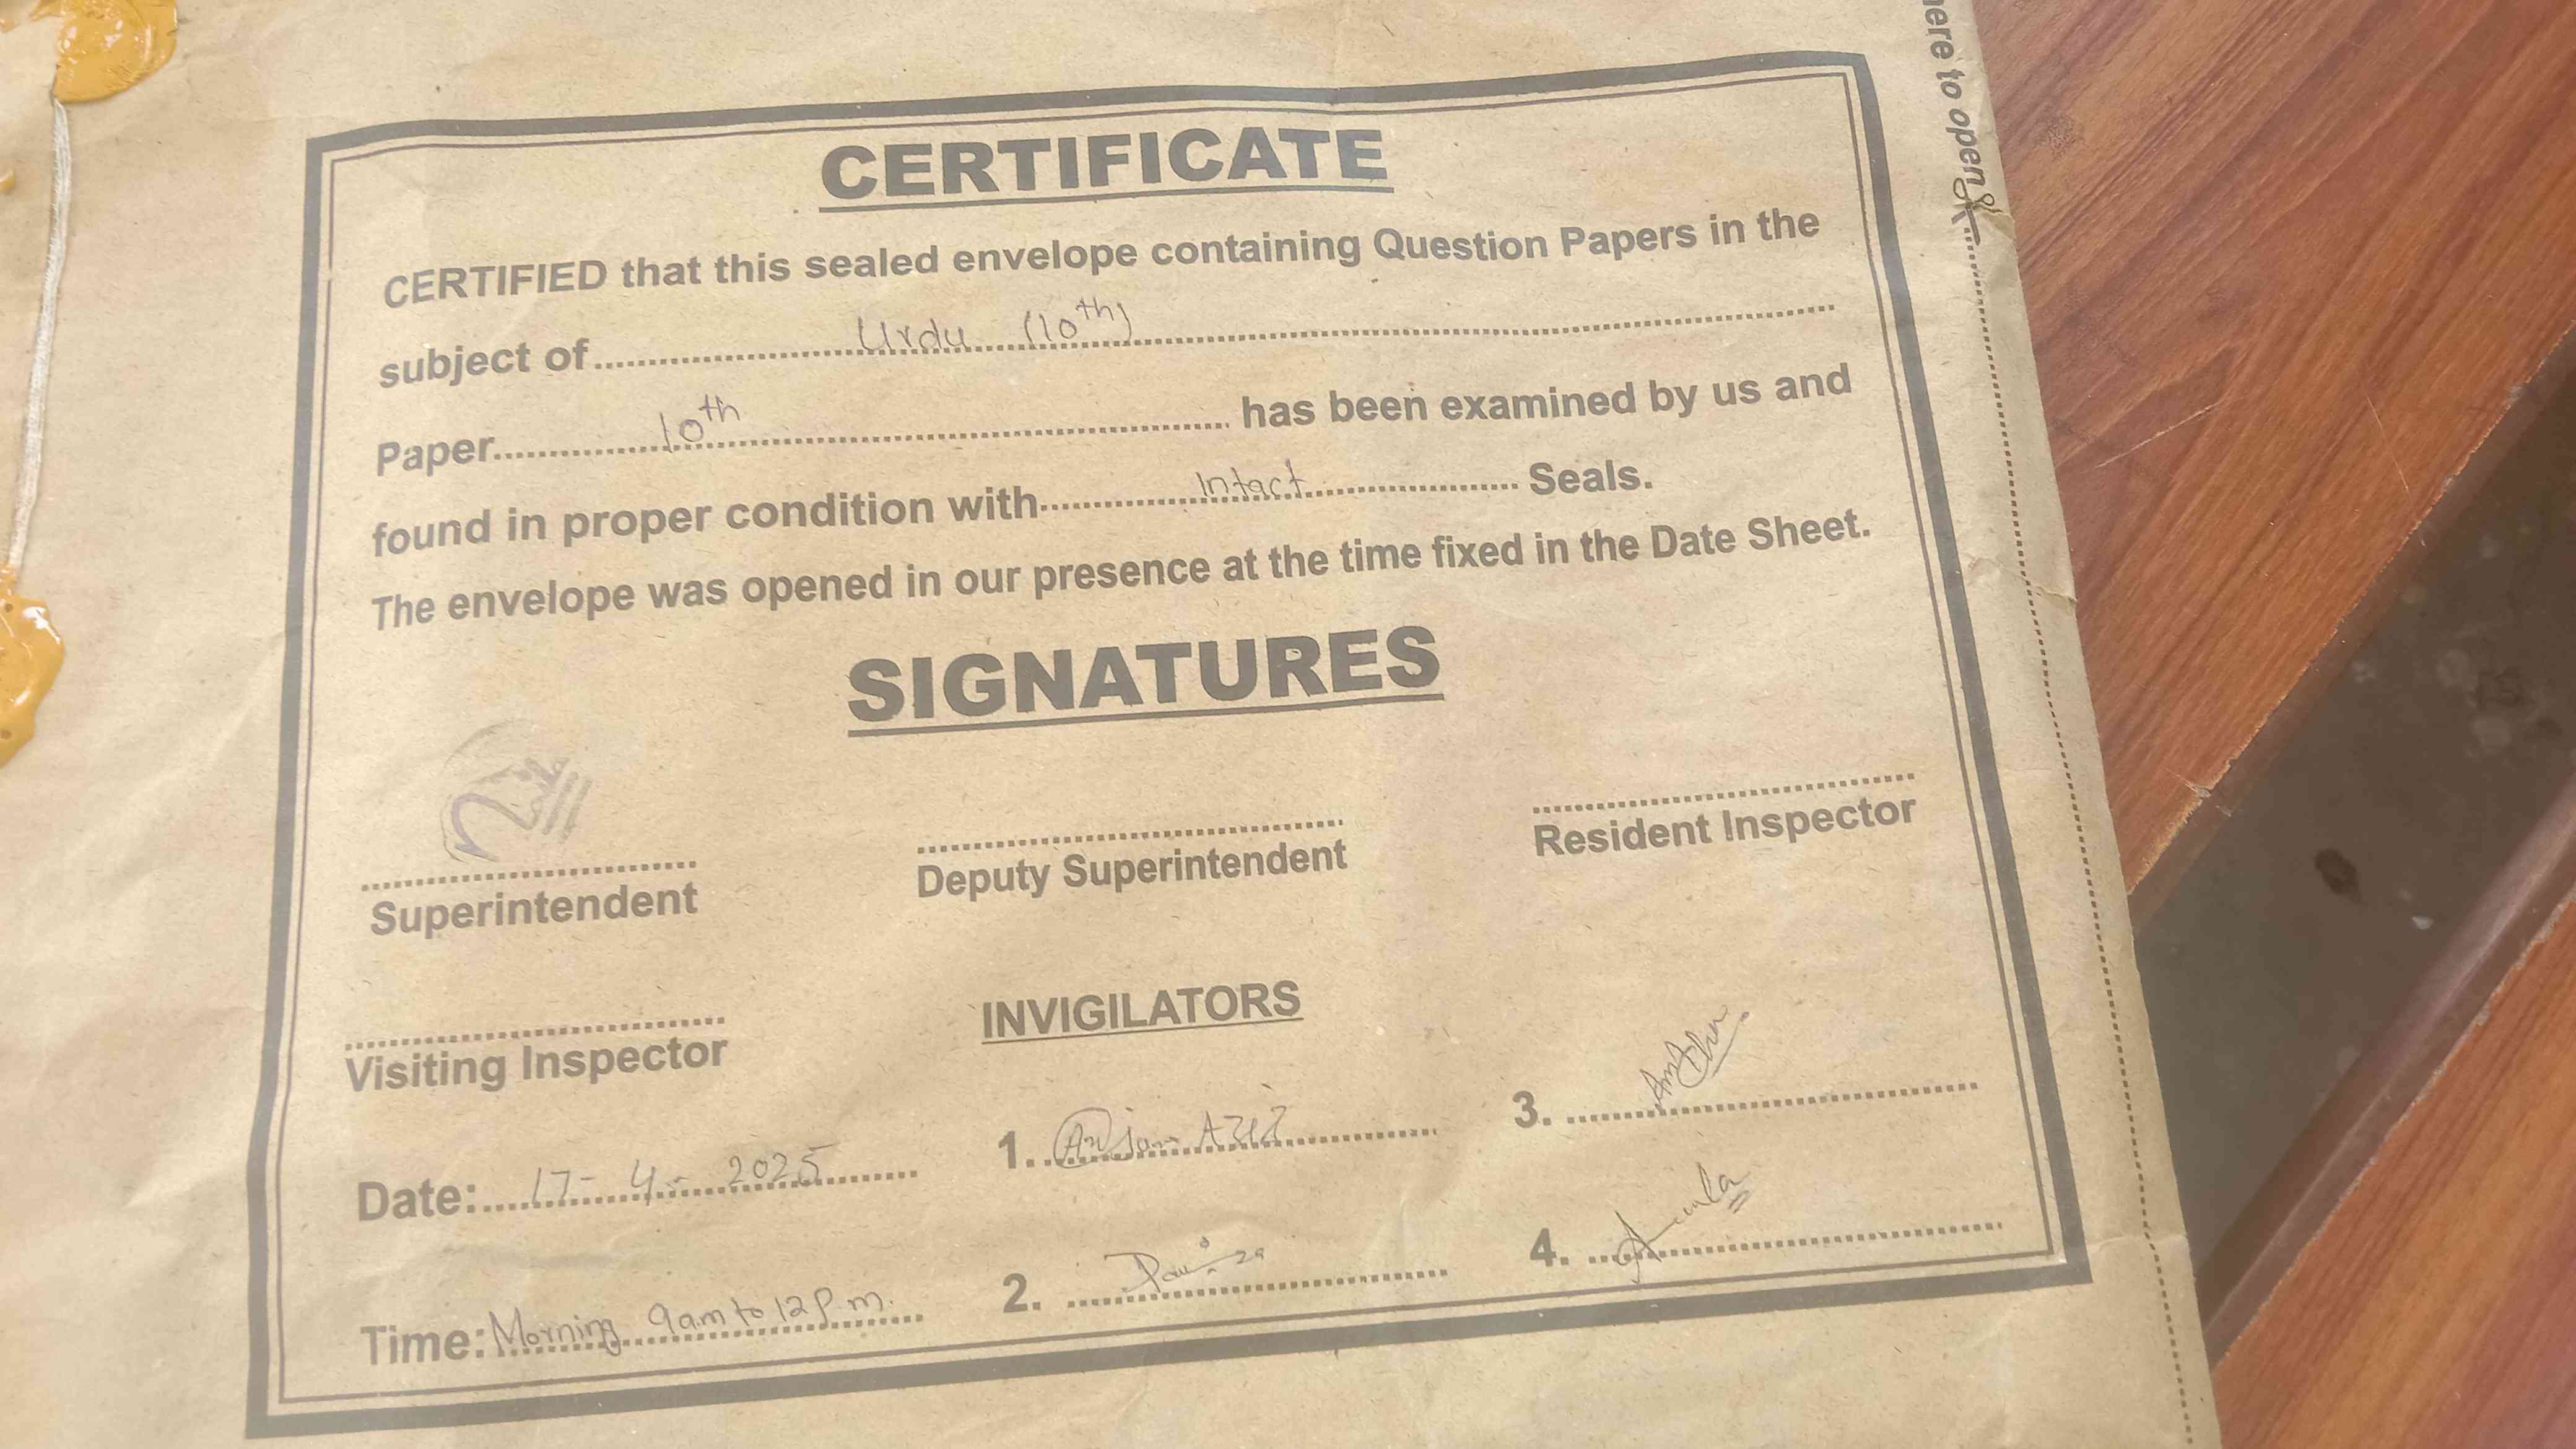 here to open
CERTIFICATE
CERTIFIED that this sealed envelope containing Question Papers in the
subject of........Urdu (10th)........
Paper........10th........ has been examined by us and
found in proper condition with........Intact........ Seals.
The envelope was opened in our presence at the time fixed in the Date Sheet.
SIGNATURES
Superintendent
Deputy Superintendent
Resident Inspector
Visiting Inspector
INVIGILATORS
1.
3.
Date:....17-4-2025....
2.
4.
Time: Morning 9am to 12 P.m.